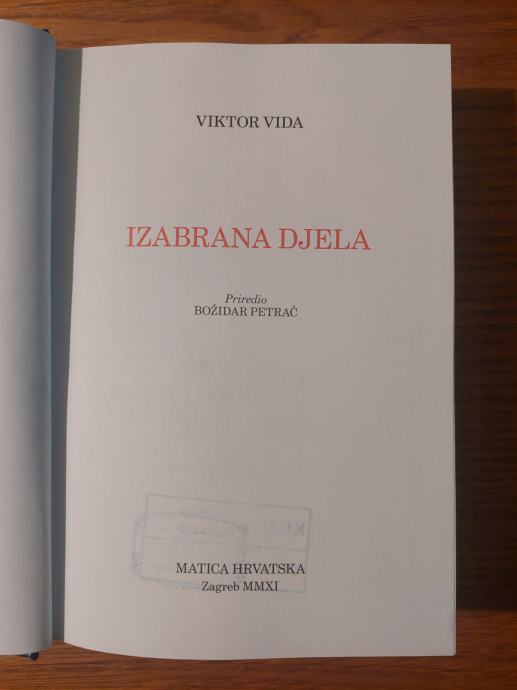 VIKTOR VIDA
IZABRANA DJELA
Priredio
BOŽIDAR PETRAČ
MATICA HRVATSKA
Zagreb MMXI